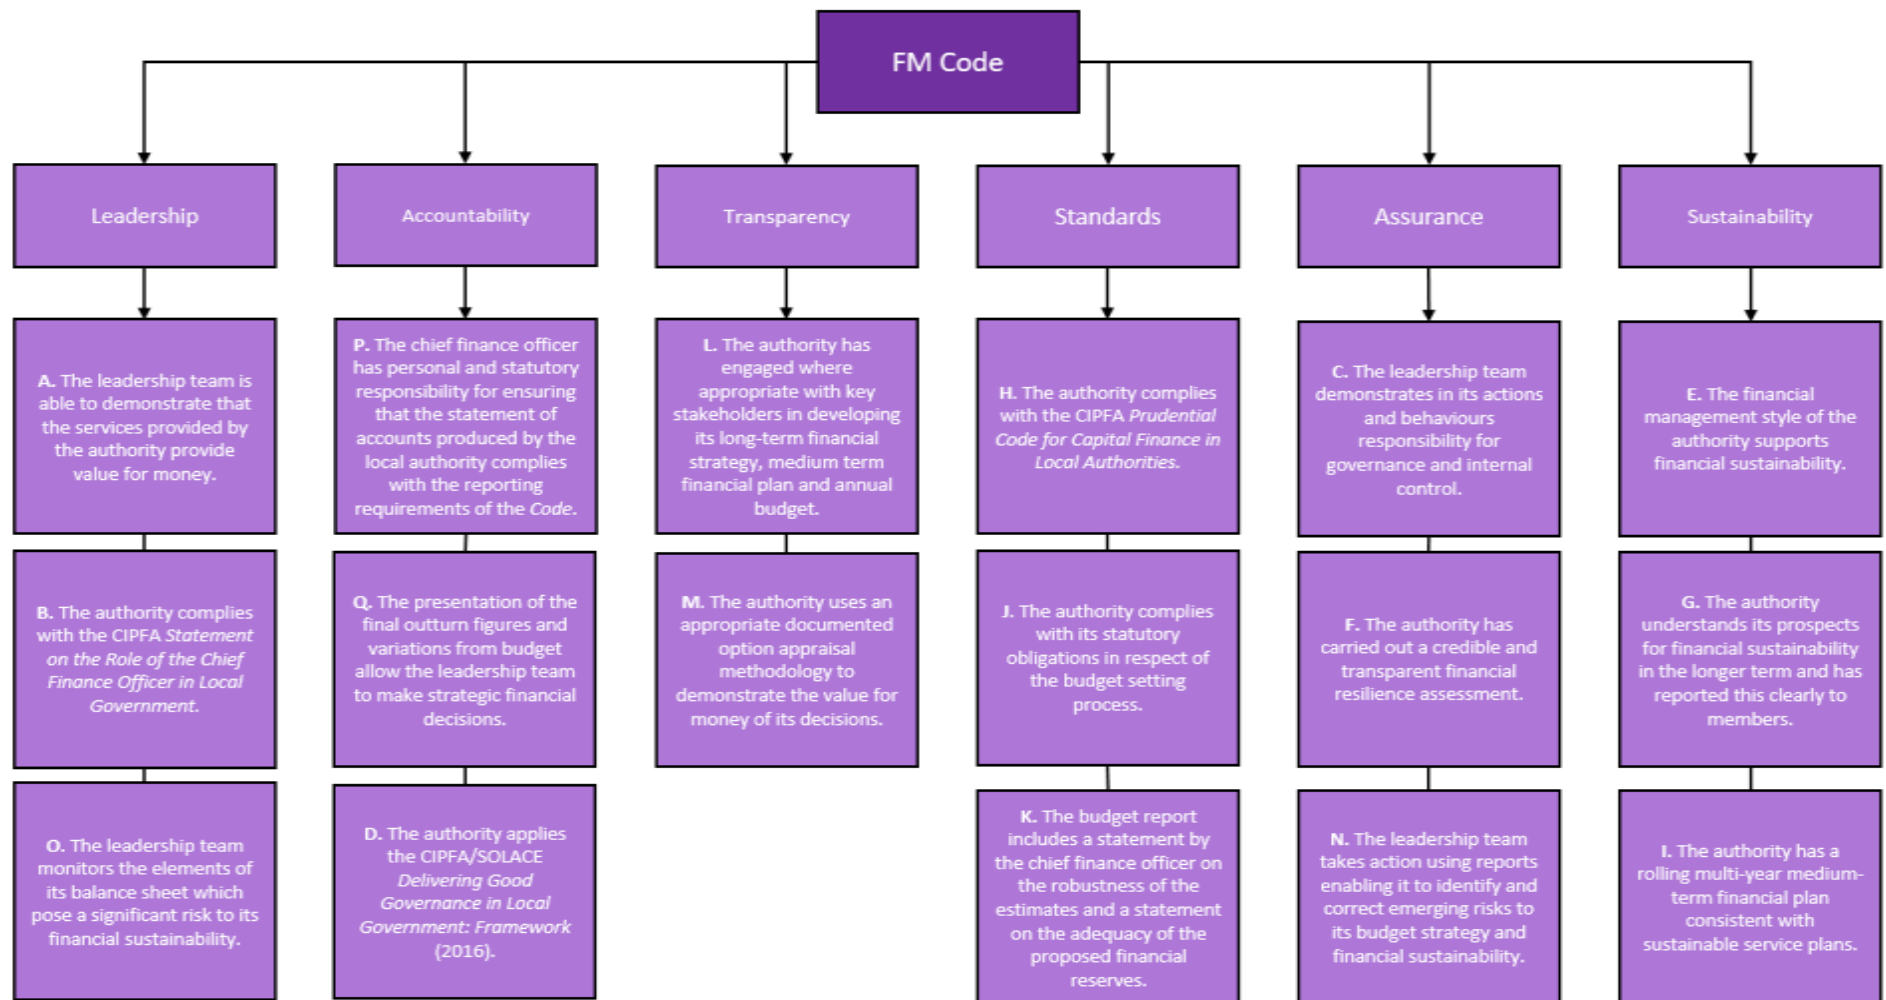 FM Code
Leadership
Accountability
Transparency
Standards
Assurance
Sustainability
A. The leadership team is
able to demonstrate that
the services provided by
the authority provide
value for money.
P. The chief finance officer
has personal and statutory
responsibility for ensuring
that the statement of
accounts produced by the
local authority complies
with the reporting
requirements of the Code.
L. The authority has
engaged where
appropriate with key
stakeholders in developing
its long-term financial
strategy, medium term
financial plan and annual
budget.
H. The authority complies
with the CIPFA Prudential
Code for Capital Finance in
Local Authorities.
C. The leadership team
demonstrates in its actions
and behaviours
responsibility for
governance and internal
control.
E. The financial
management style of the
authority supports
financial sustainability.
B. The authority complies
with the CIPFA Statement
on the Role of the Chief
Finance Officer in Local
Government.
Q. The presentation of the
final outturn figures and
variations from budget
allow the leadership team
to make strategic financial
decisions.
M. The authority uses an
appropriate documented
option appraisal
methodology to
demonstrate the value for
money of its decisions.
J. The authority complies
with its statutory
obligations in respect of
the budget setting
process.
F. The authority has
carried out a credible and
transparent financial
resilience assessment.
G. The authority
understands its prospects
for financial sustainability
in the longer term and has
reported this clearly to
members.
O. The leadership team
monitors the elements of
its balance sheet which
pose a significant risk to its
financial sustainability.
D. The authority applies
the CIPFA/SOLACE
Delivering Good
Governance in Local
Government: Framework
(2016).
K. The budget report
includes a statement by
the chief finance officer on
the robustness of the
estimates and a statement
on the adequacy of the
proposed financial
reserves.
N. The leadership team
takes action using reports
enabling it to identify and
correct emerging risks to
its budget strategy and
financial sustainability.
I. The authority has a
rolling multi-year medium-
term financial plan
consistent with
sustainable service plans.